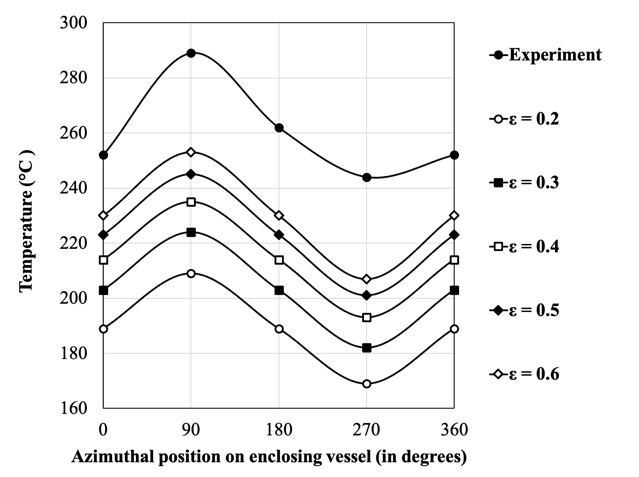 300
280
260
240
220
200
180
160
Temperature (°C )
0 90 180 270 360
Azimuthal position on enclosing vessel (in degrees)
Experiment
ε = 0.2
ε = 0.3
ε = 0.4
ε = 0.5
ε = 0.6